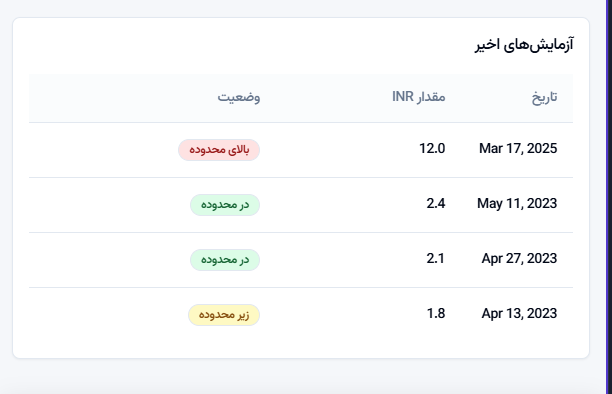 آزمایش‌های اخیر
تاریخ مقدار INR وضعیت
Mar 17, 2025 12.0 بالای محدوده
May 11, 2023 2.4 در محدوده
Apr 27, 2023 2.1 در محدوده
Apr 13, 2023 1.8 زیر محدوده